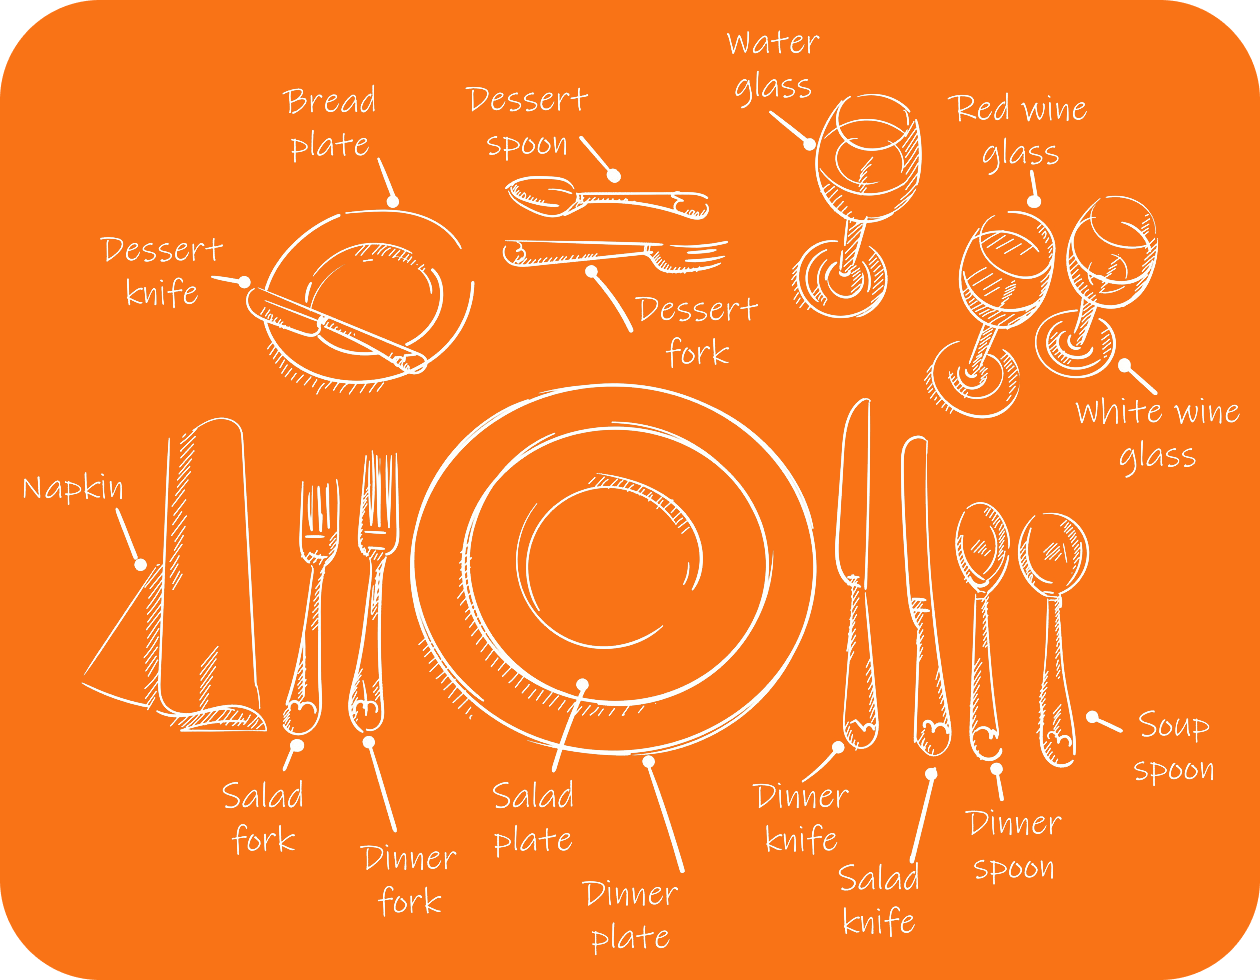 Water
glass
Bread
plate
Dessert
spoon
Red wine
glass
Dessert
knife
Dessert
fork
White wine
glass
Napkin
Soup
spoon
Salad
fork
Salad
plate
Dinner
knife
Dinner
spoon
Dinner
fork
Salad
knife
Dinner
plate